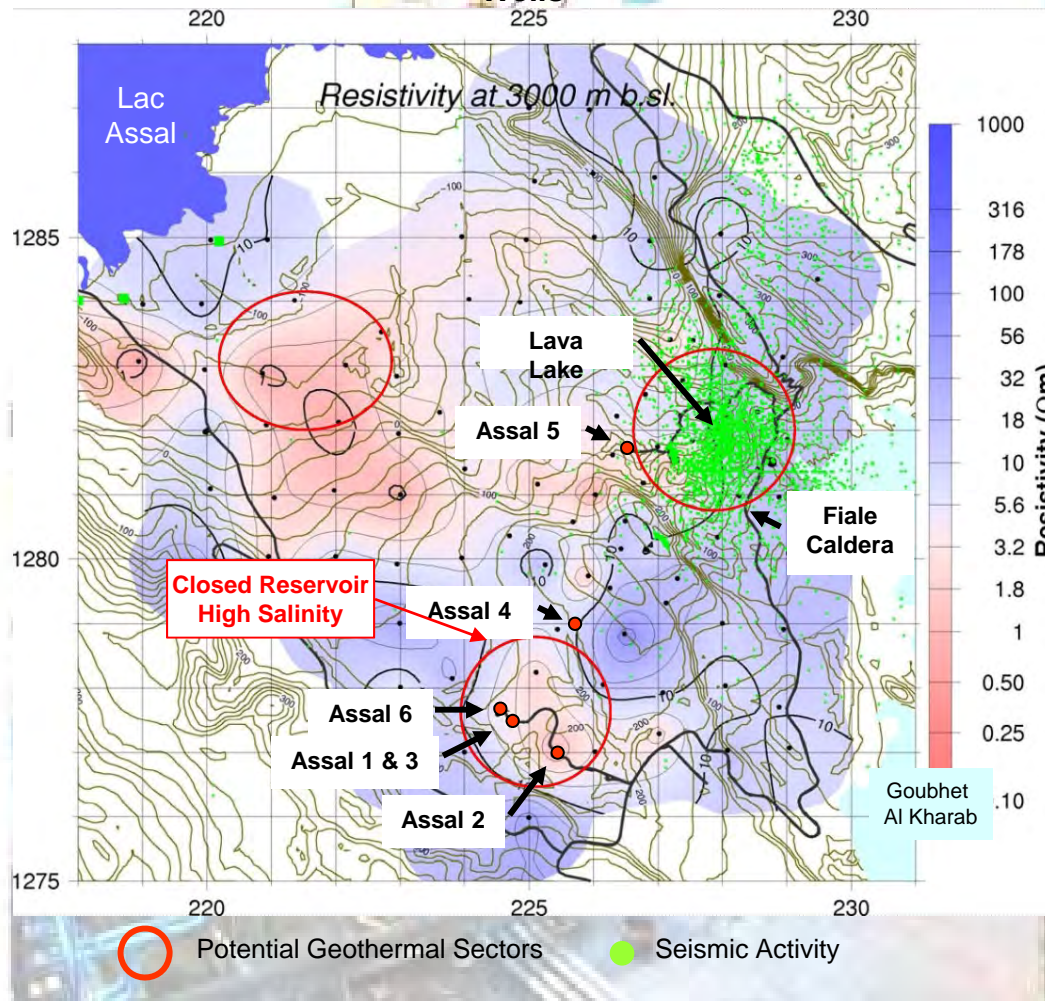 220 225 230
Resistivity at 3000 m b.sl.
Lac
Assal
1000
316
178
100
56
32
18
10
5.6
3.2
1.8
1
0.50
0.25
.10
Resistivity (Ωm)
1285
1280
1275
Lava
Lake
Assal 5
Fiale
Caldera
Closed Reservoir
High Salinity
Assal 4
Assal 6
Assal 1 & 3
Assal 2
Goubhet
Al Kharab
220 225 230
Potential Geothermal Sectors
Seismic Activity